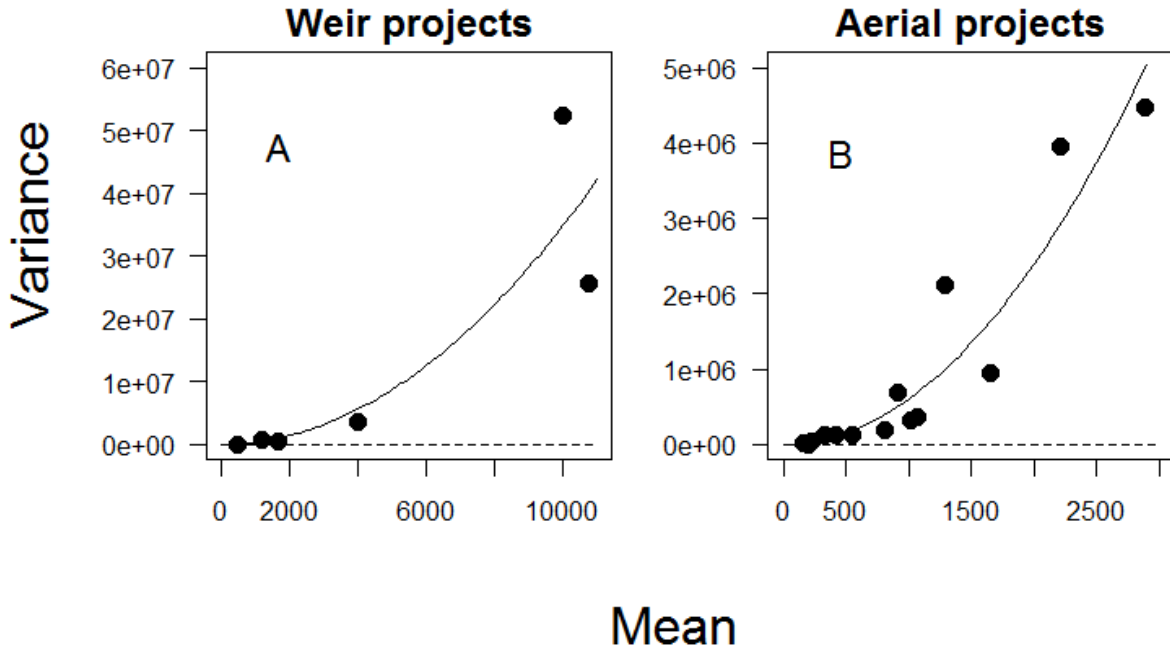 Weir projects
Aerial projects
Variance
6e+07
5e+07
4e+07
3e+07
2e+07
1e+07
0e+00
A
0
2000
6000
10000
5e+06
4e+06
3e+06
2e+06
1e+06
0e+00
B
0
500
1500
2500
Mean